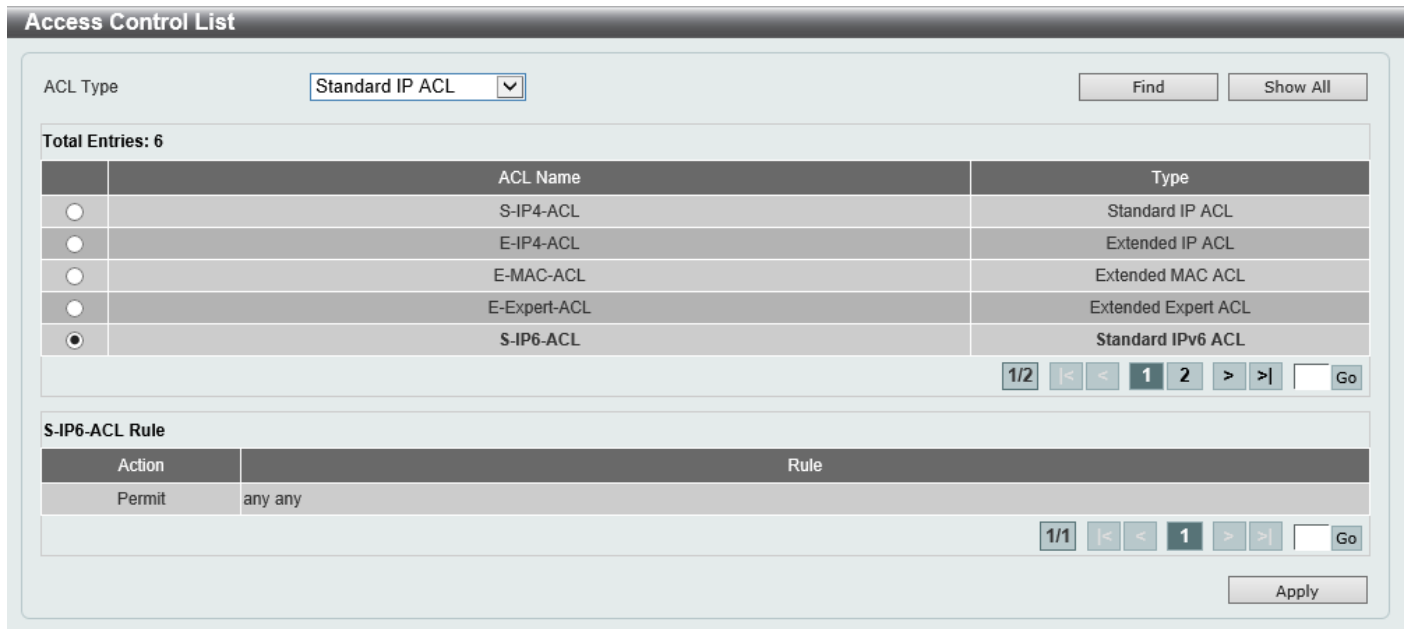 Access Control List
ACL Type Standard IP ACL Find Show All
Total Entries: 6
ACL Name Type
S-IP4-ACL Standard IP ACL
E-IP4-ACL Extended IP ACL
E-MAC-ACL Extended MAC ACL
E-Expert-ACL Extended Expert ACL
S-IP6-ACL Standard IPv6 ACL
1/2 |< < 1 2 > >| Go
S-IP6-ACL Rule
Action Rule
Permit any any
1/1 |< < 1 > >| Go
Apply